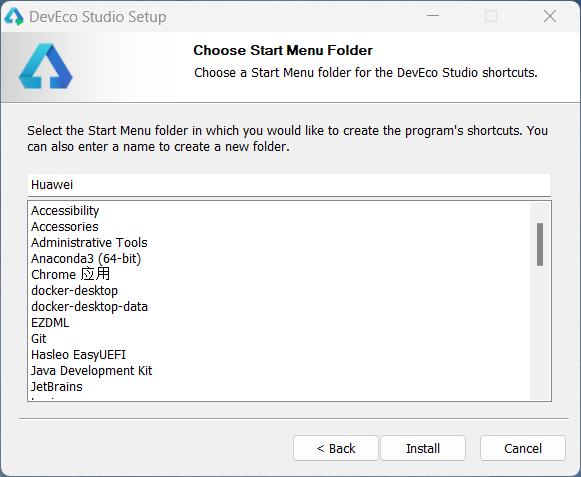 DevEco Studio Setup
Choose Start Menu Folder
Choose a Start Menu folder for the DevEco Studio shortcuts.
Select the Start Menu folder in which you would like to create the program's shortcuts. You
can also enter a name to create a new folder.
Huawei
Accessibility
Accessories
Administrative Tools
Anaconda3 (64-bit)
Chrome 应用
docker-desktop
docker-desktop-data
EZDML
Git
Hasleo EasyUEFI
Java Development Kit
JetBrains
< Back
Install
Cancel